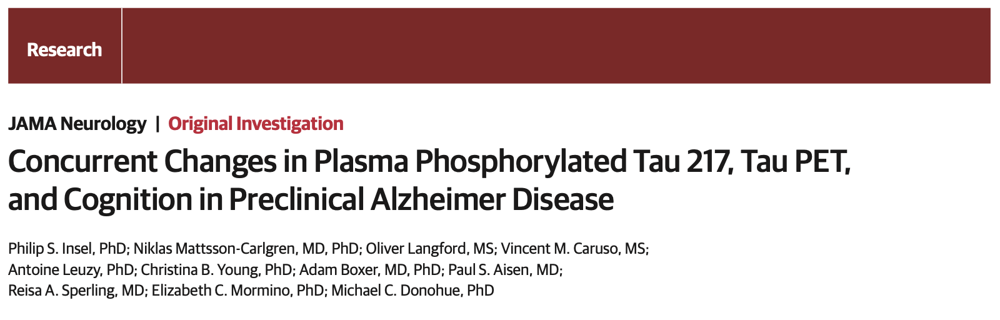 Research
JAMA Neurology | Original Investigation
Concurrent Changes in Plasma Phosphorylated Tau 217, Tau PET,
and Cognition in Preclinical Alzheimer Disease
Philip S. Insel, PhD; Niklas Mattsson-Carlgren, MD, PhD; Oliver Langford, MS; Vincent M. Caruso, MS;
Antoine Leuzy, PhD; Christina B. Young, PhD; Adam Boxer, MD, PhD; Paul S. Aisen, MD;
Reisa A. Sperling, MD; Elizabeth C. Mormino, PhD; Michael C. Donohue, PhD